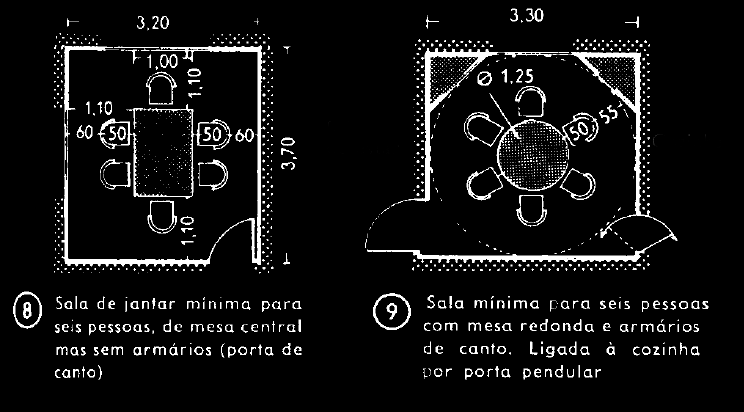 3,20
1,00
1,10
1,10
60 50 50 60
3,70
1,10
8 Sala de jantar mínima para
seis pessoas, de mesa central
mas sem armários (porta de
canto)
3.30
Ø 1,25
50 55
9 Sala mínima para seis pessoas
com mesa redonda e armários
de canto. Ligada à cozinha
por porta pendular